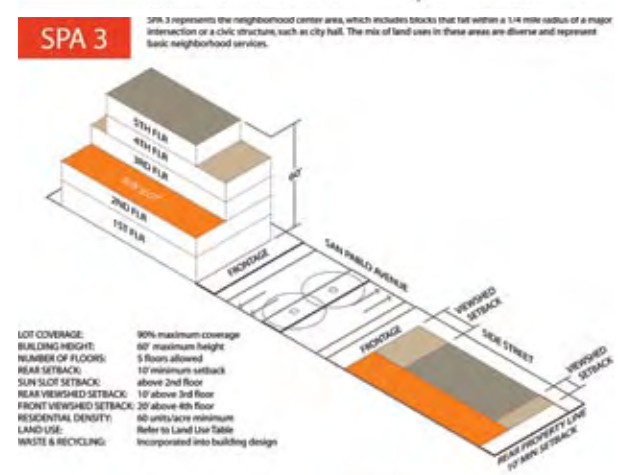 SPA 3 represents the neighborhood center area, which includes blocks that fall within a 1/4 mile radius of a major
SPA 3
intersection or a civic structure, such as city hall. The mix of land uses in these areas are diverse and represent
basic neighborhood services.
5TH FLR
4TH FLR
3RD FLR
SUN SLOT
2ND FLR
1ST FLR
60'
FRONTAGE
SAN PABLO AVENUE
VIEWSHED
SETBACK
SIDE STREET
FRONTAGE
VIEWSHED
SETBACK
REAR PROPERTY LINE
10' MIN SETBACK
LOT COVERAGE: 90% maximum coverage
BUILDING HEIGHT: 60' maximum height
NUMBER OF FLOORS: 5 floors allowed
REAR SETBACK: 10' minimum setback
SUN SLOT SETBACK: above 2nd floor
REAR VIEWSHED SETBACK: 10' above 3rd floor
FRONT VIEWSHED SETBACK: 20' above 4th floor
RESIDENTIAL DENSITY: 60 units/acre minimum
LAND USE: Refer to Land Use Table
WASTE & RECYCLING: Incorporated into building design